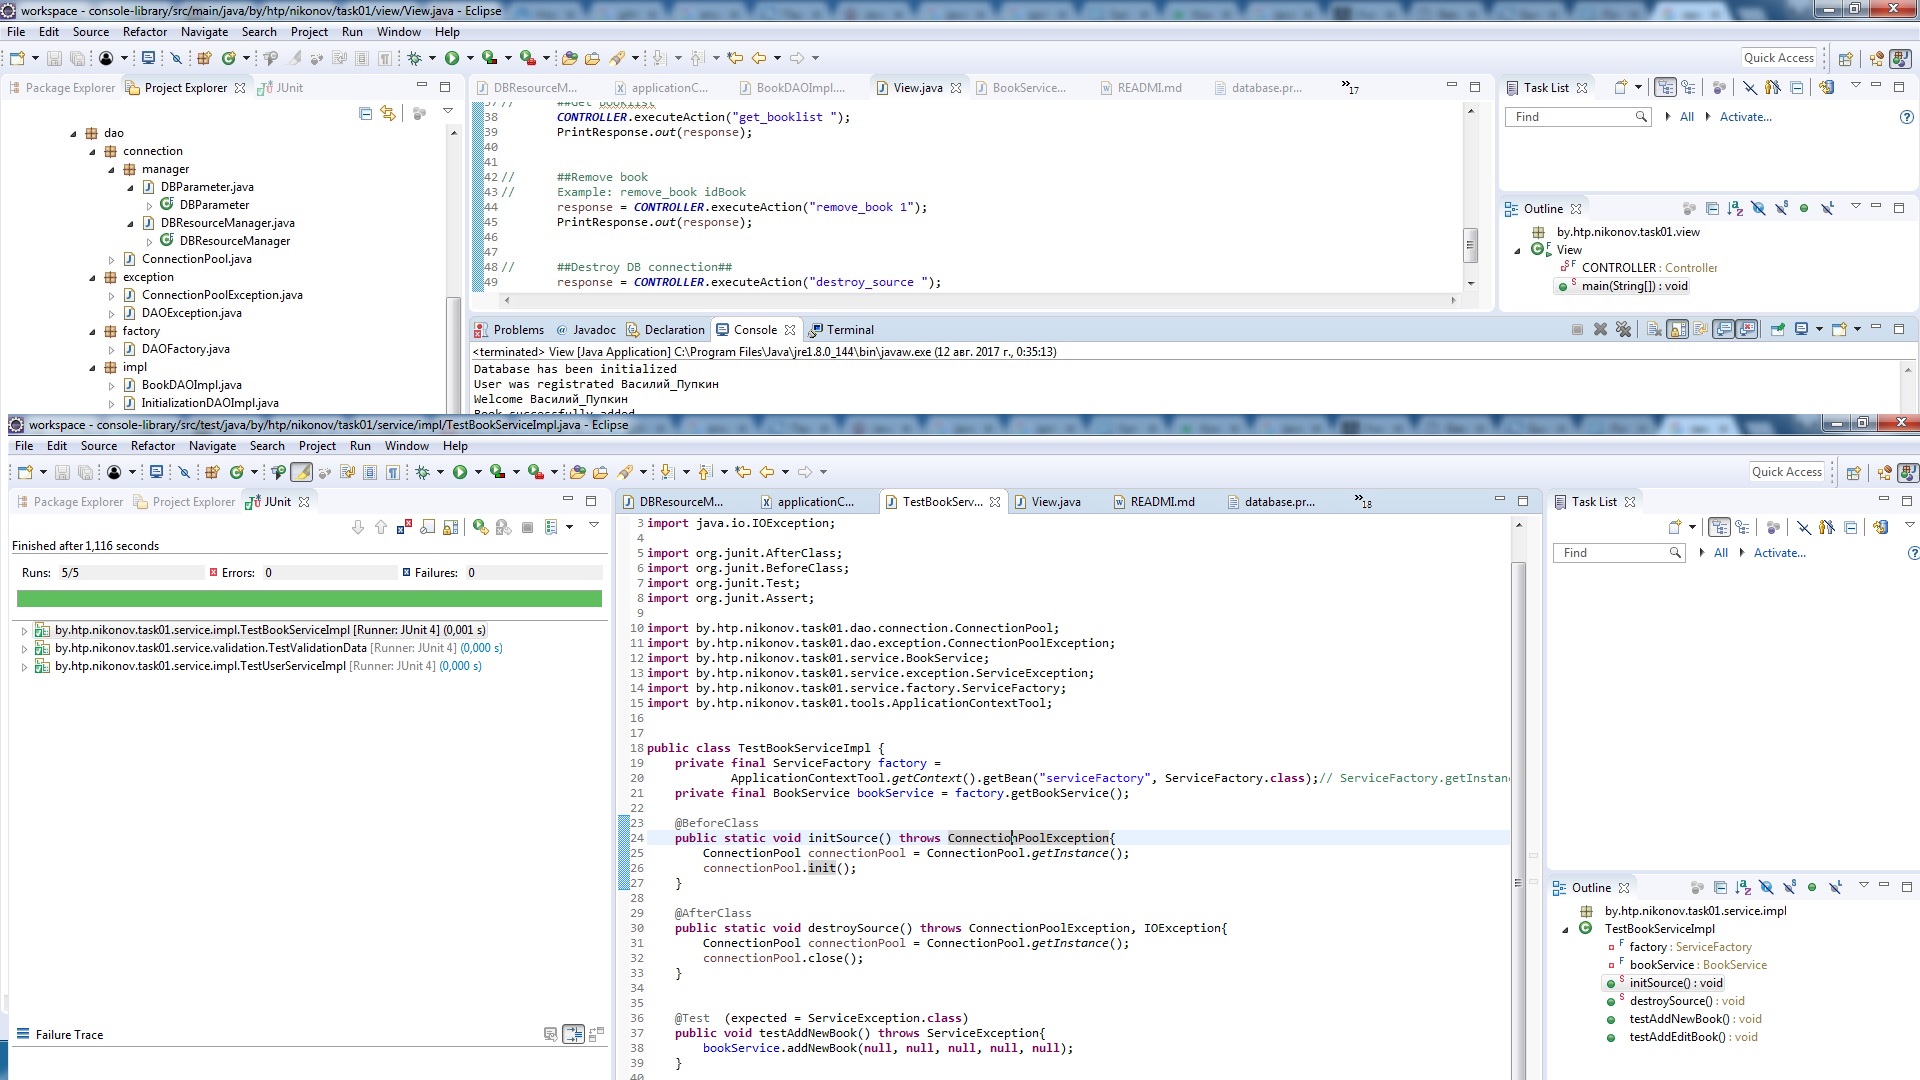 workspace - console-library/src/main/java/by/htp/nikonov/task01/view/View.java - Eclipse
File Edit Source Refactor Navigate Search Project Run Window Help
Quick Access
Package Explorer Project Explorer JUnit
DBResourceM... applicationC... BookDAOImpl.... View.java BookService... READMI.md database.pr... »17
Task List
Find All Activate...
dao
connection
manager
DBParameter.java
DBParameter
DBResourceManager.java
DBResourceManager
ConnectionPool.java
exception
ConnectionPoolException.java
DAOException.java
factory
DAOFactory.java
impl
BookDAOImpl.java
InitializationDAOImpl.java
37 // ##Get booklist
38 CONTROLLER.executeAction("get_booklist ");
39 PrintResponse.out(response);
40
41
42 // ##Remove book
43 // Example: remove_book idBook
44 response = CONTROLLER.executeAction("remove_book 1");
45 PrintResponse.out(response);
46
47
48 // ##Destroy DB connection##
49 response = CONTROLLER.executeAction("destroy_source ");
Outline
by.htp.nikonov.task01.view
View
CONTROLLER : Controller
main(String[]) : void
Problems Javadoc Declaration Console Terminal
<terminated> View [Java Application] C:\Program Files\Java\jre1.8.0_144\bin\javaw.exe (12 авг. 2017 г., 0:35:13)
Database has been initialized
User was registrated Василий_Пупкин
Welcome Василий_Пупкин
Book successfully added
workspace - console-library/src/test/java/by/htp/nikonov/task01/service/impl/TestBookServiceImpl.java - Eclipse
File Edit Source Refactor Navigate Search Project Run Window Help
Quick Access
Package Explorer Project Explorer JUnit
DBResourceM... applicationC... TestBookServ... View.java READMI.md database.pr... »18
Task List
Find All Activate...
Finished after 1,116 seconds
Runs: 5/5 Errors: 0 Failures: 0
by.htp.nikonov.task01.service.impl.TestBookServiceImpl [Runner: JUnit 4] (0,001 s)
by.htp.nikonov.task01.service.validation.TestValidationData [Runner: JUnit 4] (0,000 s)
by.htp.nikonov.task01.service.impl.TestUserServiceImpl [Runner: JUnit 4] (0,000 s)
Failure Trace
3 import java.io.IOException;
4
5 import org.junit.AfterClass;
6 import org.junit.BeforeClass;
7 import org.junit.Test;
8 import org.junit.Assert;
9
10 import by.htp.nikonov.task01.dao.connection.ConnectionPool;
11 import by.htp.nikonov.task01.dao.exception.ConnectionPoolException;
12 import by.htp.nikonov.task01.service.BookService;
13 import by.htp.nikonov.task01.service.exception.ServiceException;
14 import by.htp.nikonov.task01.service.factory.ServiceFactory;
15 import by.htp.nikonov.task01.tools.ApplicationContextTool;
16
17
18 public class TestBookServiceImpl {
19 private final ServiceFactory factory =
20 ApplicationContextTool.getContext().getBean("serviceFactory", ServiceFactory.class);// ServiceFactory.getInstan
21 private final BookService bookService = factory.getBookService();
22
23 @BeforeClass
24 public static void initSource() throws ConnectionPoolException{
25 ConnectionPool connectionPool = ConnectionPool.getInstance();
26 connectionPool.init();
27 }
28
29 @AfterClass
30 public static void destroySource() throws ConnectionPoolException, IOException{
31 ConnectionPool connectionPool = ConnectionPool.getInstance();
32 connectionPool.close();
33 }
34
35
36 @Test (expected = ServiceException.class)
37 public void testAddNewBook() throws ServiceException{
38 bookService.addNewBook(null, null, null, null, null);
39 }
40
Outline
by.htp.nikonov.task01.service.impl
TestBookServiceImpl
factory : ServiceFactory
bookService : BookService
initSource() : void
destroySource() : void
testAddNewBook() : void
testAddEditBook() : void